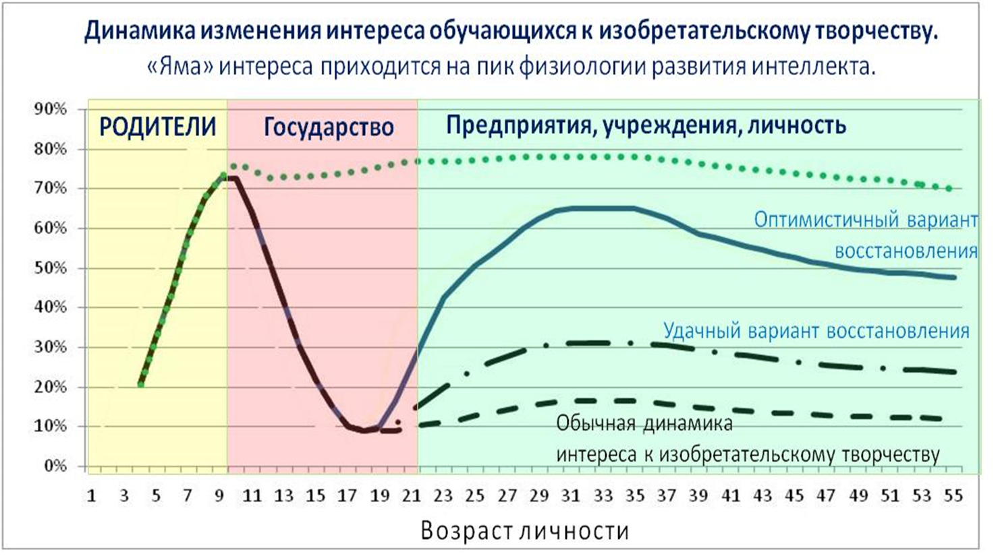 Динамика изменения интереса обучающихся к изобретательскому творчеству.
«Яма» интереса приходится на пик физиологии развития интеллекта.
90%
80%
70%
60%
50%
40%
30%
20%
10%
0%
РОДИТЕЛИ
Государство
Предприятия, учреждения, личность
Оптимистичный вариант
восстановления
Удачный вариант восстановления
Обычная динамика
интереса к изобретательскому творчеству
1 3 5 7 9 11 13 15 17 19 21 23 25 27 29 31 33 35 37 39 41 43 45 47 49 51 53 55
Возраст личности